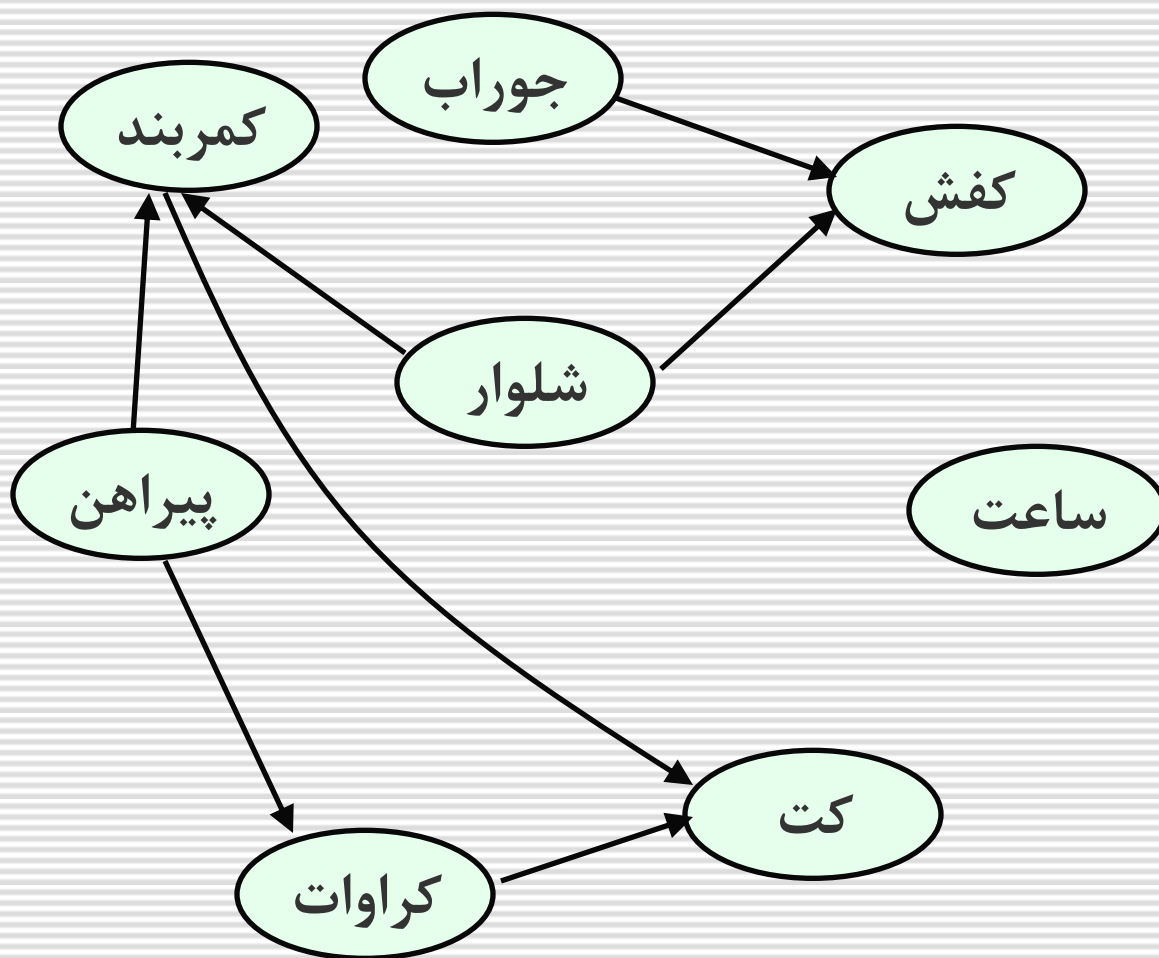 جوراب
کمربند
کفش
شلوار
پیراهن
ساعت
کت
کراوات